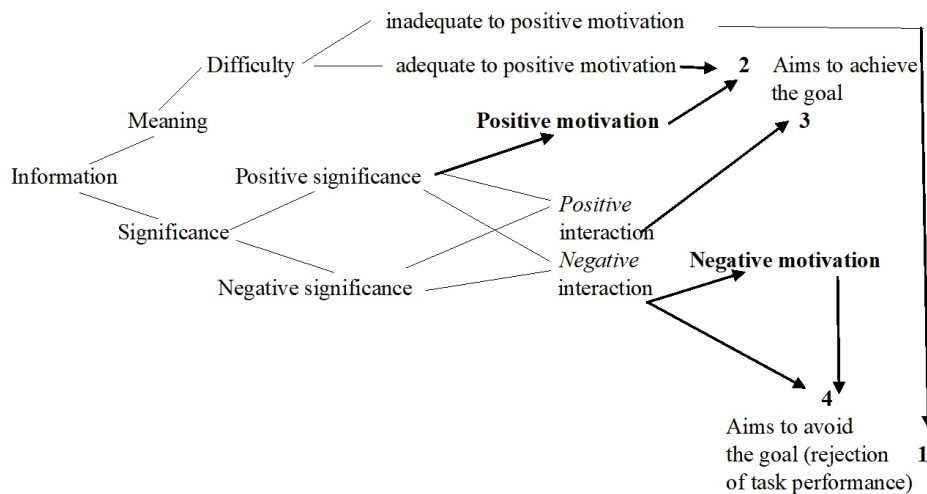 inadequate to positive motivation
Difficulty
adequate to positive motivation
2
Aims to achieve
the goal
3
Meaning
Positive motivation
Information
Positive significance
Positive
interaction
Significance
Negative
interaction
Negative motivation
Negative significance
4
Aims to avoid
the goal (rejection
of task performance)
1